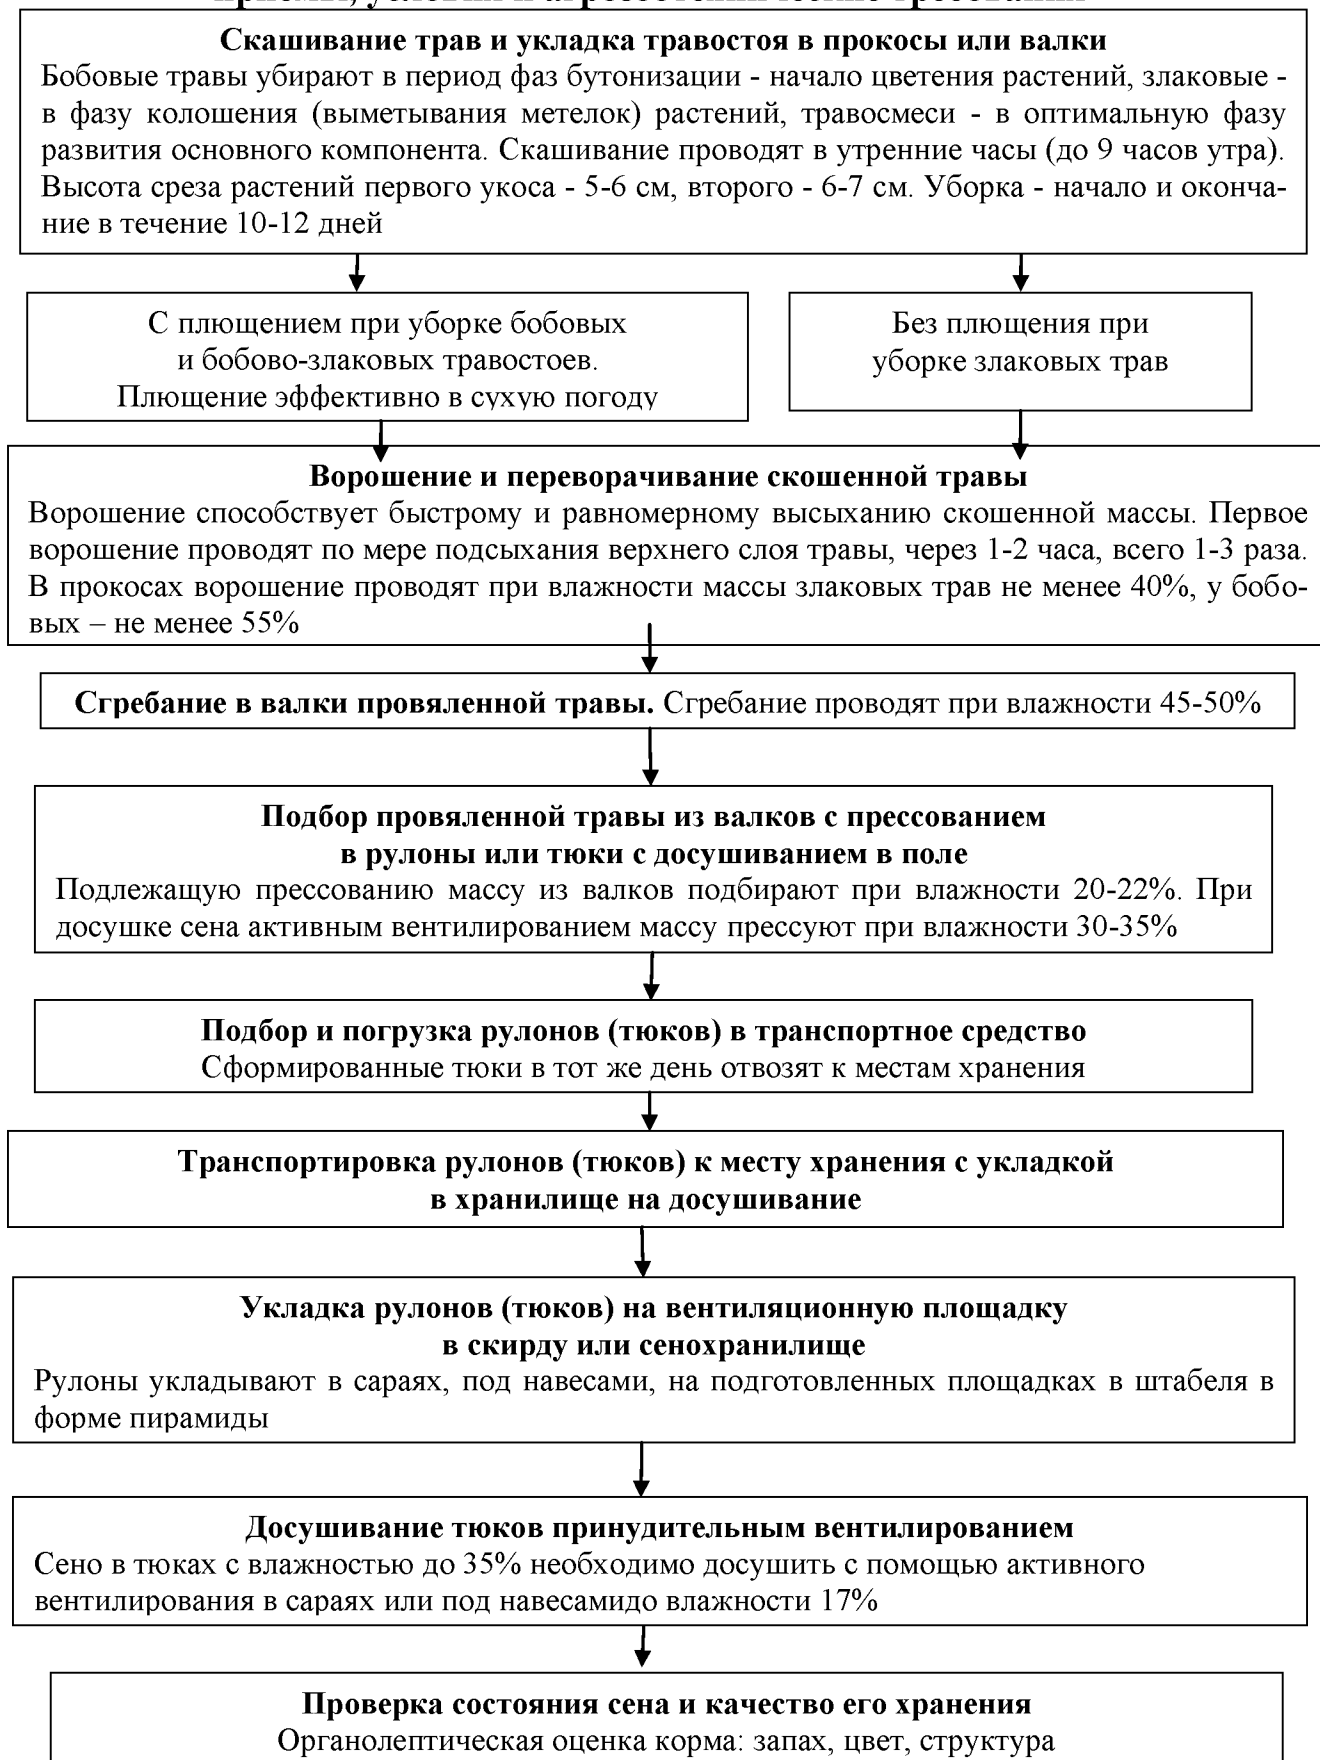 Скашивание трав и укладка травостоя в прокосы или валки
Бобовые травы убирают в период фаз бутонизации - начало цветения растений, злаковые -
в фазу колошения (выметывания метелок) растений, травосмеси - в оптимальную фазу
развития основного компонента. Скашивание проводят в утренние часы (до 9 часов утра).
Высота среза растений первого укоса - 5-6 см, второго - 6-7 см. Уборка - начало и оконча-
ние в течение 10-12 дней
С плющением при уборке бобовых
и бобово-злаковых травостоев.
Плющение эффективно в сухую погоду
Без плющения при
уборке злаковых трав
Ворошение и переворачивание скошенной травы
Ворошение способствует быстрому и равномерному высыханию скошенной массы. Первое
ворошение проводят по мере подсыхания верхнего слоя травы, через 1-2 часа, всего 1-3 раза.
В прокосах ворошение проводят при влажности массы злаковых трав не менее 40%, у бобо-
вых – не менее 55%
Сгребание в валки провяленной травы. Сгребание проводят при влажности 45-50%
Подбор провяленной травы из валков с прессованием
в рулоны или тюки с досушиванием в поле
Подлежащую прессованию массу из валков подбирают при влажности 20-22%. При
досушке сена активным вентилированием массу прессуют при влажности 30-35%
Подбор и погрузка рулонов (тюков) в транспортное средство
Сформированные тюки в тот же день отвозят к местам хранения
Транспортировка рулонов (тюков) к месту хранения с укладкой
в хранилище на досушивание
Укладка рулонов (тюков) на вентиляционную площадку
в скирду или сенохранилище
Рулоны укладывают в сараях, под навесами, на подготовленных площадках в штабеля в
форме пирамиды
Досушивание тюков принудительным вентилированием
Сено в тюках с влажностью до 35% необходимо досушить с помощью активного
вентилирования в сараях или под навесамидо влажности 17%
Проверка состояния сена и качество его хранения
Органолептическая оценка корма: запах, цвет, структура